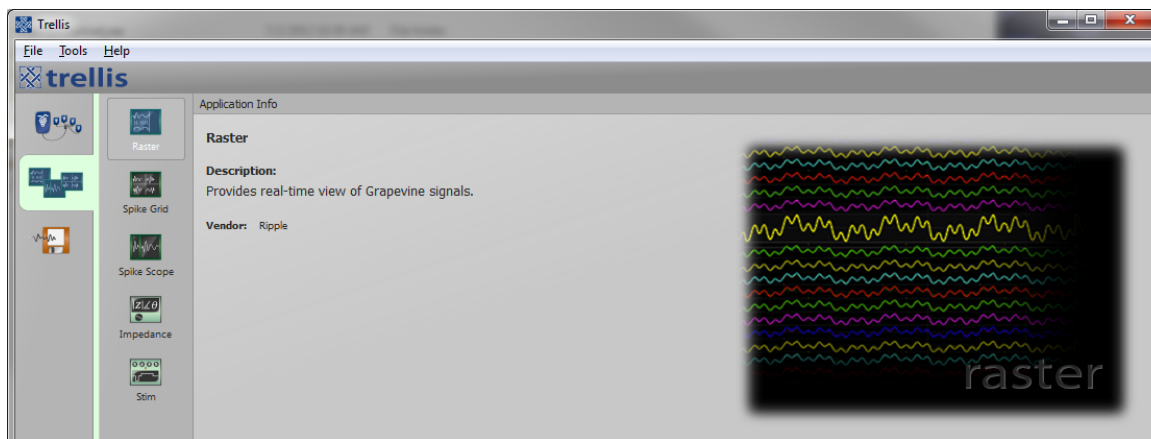 Trellis
File Tools Help
trellis
Application Info
Raster
Raster
Description:
Provides real-time view of Grapevine signals.
Vendor: Ripple
Spike Grid
Spike Scope
|Z|∠θ
Impedance
Stim
raster